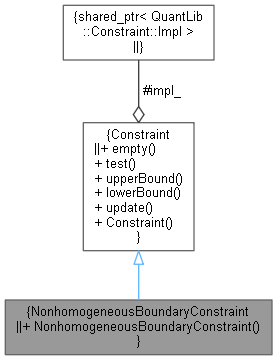 {shared_ptr< QuantLib
::Constraint::Impl >
||}
#impl_
{Constraint
||+ empty()
+ test()
+ upperBound()
+ lowerBound()
+ update()
+ Constraint()
}
{NonhomogeneousBoundaryConstraint
||+ NonhomogeneousBoundaryConstraint()
}